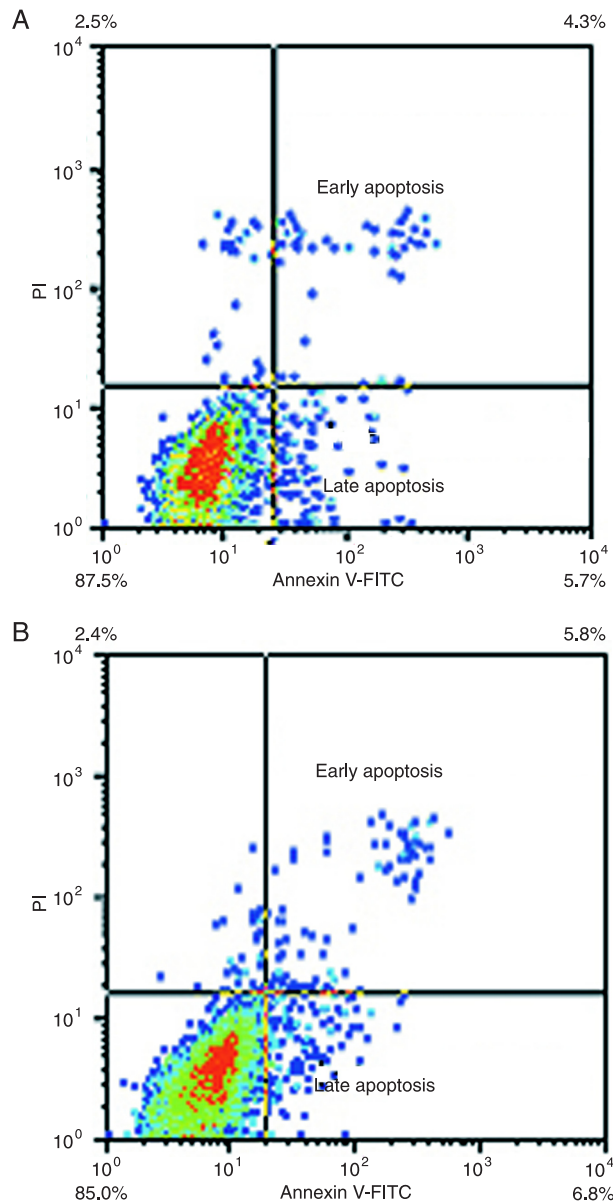 A
2.5% 4.3%
10⁴
10³
10²
10¹
10⁰
PI
Early apoptosis
Late apoptosis
10⁰ 10¹ 10² 10³ 10⁴
87.5% Annexin V-FITC 5.7%
B
2.4% 5.8%
10⁴
10³
10²
10¹
10⁰
PI
Early apoptosis
Late apoptosis
10⁰ 10¹ 10² 10³ 10⁴
85.0% Annexin V-FITC 6.8%